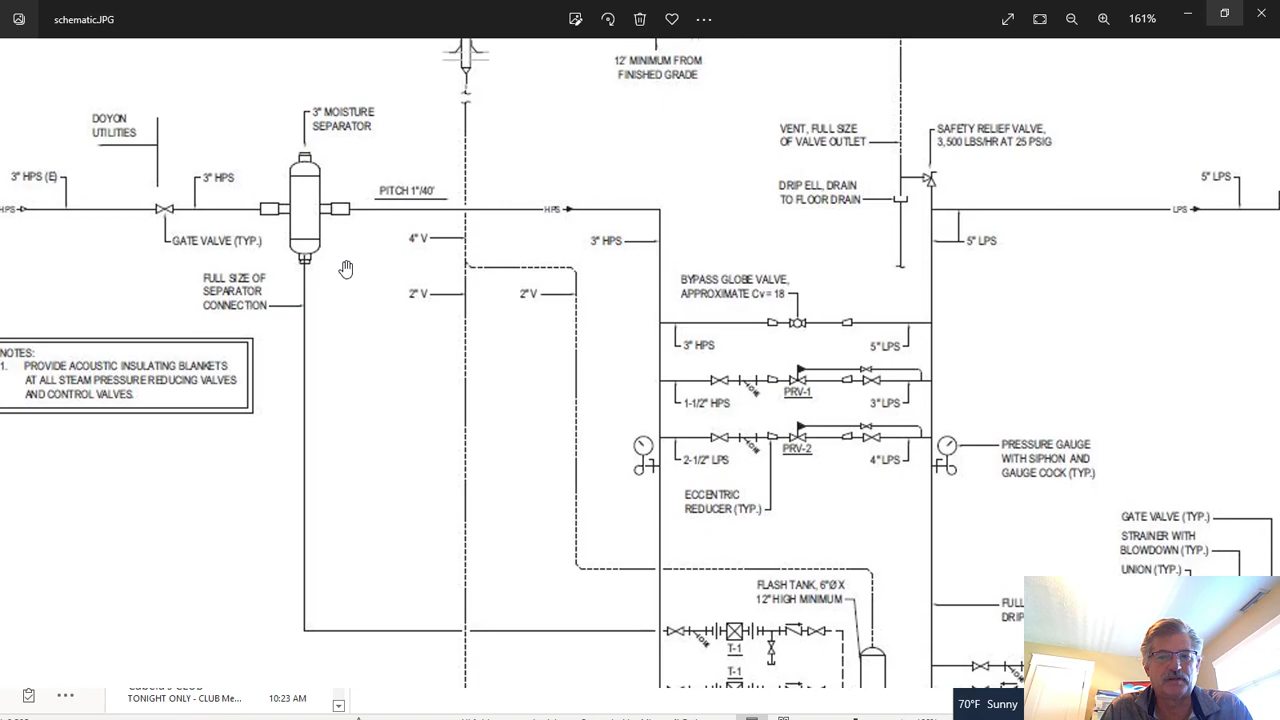 schematic.JPG
161%
12' MINIMUM FROM
FINISHED GRADE
DOYON
UTILITIES
3" MOISTURE
SEPARATOR
VENT, FULL SIZE
OF VALVE OUTLET
SAFETY RELIEF VALVE,
3,500 LBS/HR AT 25 PSIG
3" HPS (E)
3" HPS
PITCH 1"/40'
DRIP ELL, DRAIN
TO FLOOR DRAIN
5" LPS
HPS
HPS
LPS
GATE VALVE (TYP.)
4" V
3" HPS
5" LPS
FULL SIZE OF
SEPARATOR
CONNECTION
2" V
2" V
BYPASS GLOBE VALVE,
APPROXIMATE Cv = 18
3" HPS
5" LPS
NOTES:
1. PROVIDE ACOUSTIC INSULATING BLANKETS
AT ALL STEAM PRESSURE REDUCING VALVES
AND CONTROL VALVES.
PRV-1
1-1/2" HPS
3" LPS
PRV-2
2-1/2" LPS
4" LPS
PRESSURE GAUGE
WITH SIPHON AND
GAUGE COCK (TYP.)
ECCENTRIC
REDUCER (TYP.)
GATE VALVE (TYP.)
STRAINER WITH
BLOWDOWN (TYP.)
UNION (TYP.)
FLASH TANK, 6"Ø X
12" HIGH MINIMUM
FULL
DRIP
T-1
T-1
TONIGHT ONLY - CLUB Me...
10:23 AM
70°F Sunny